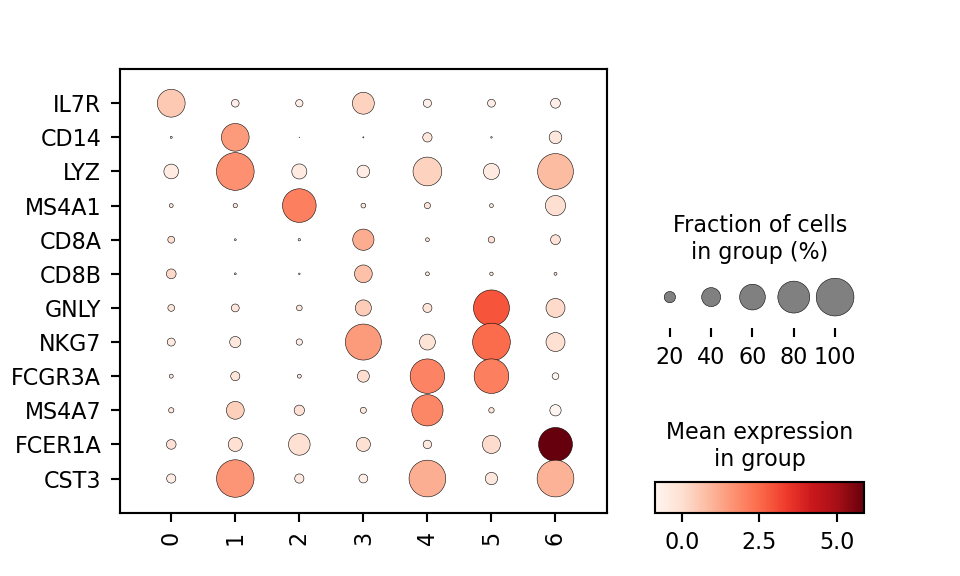 IL7R
CD14
LYZ
MS4A1
CD8A
CD8B
GNLY
NKG7
FCGR3A
MS4A7
FCER1A
CST3
0 1 2 3 4 5 6
Fraction of cells
in group (%)
20 40 60 80 100
Mean expression
in group
0.0 2.5 5.0